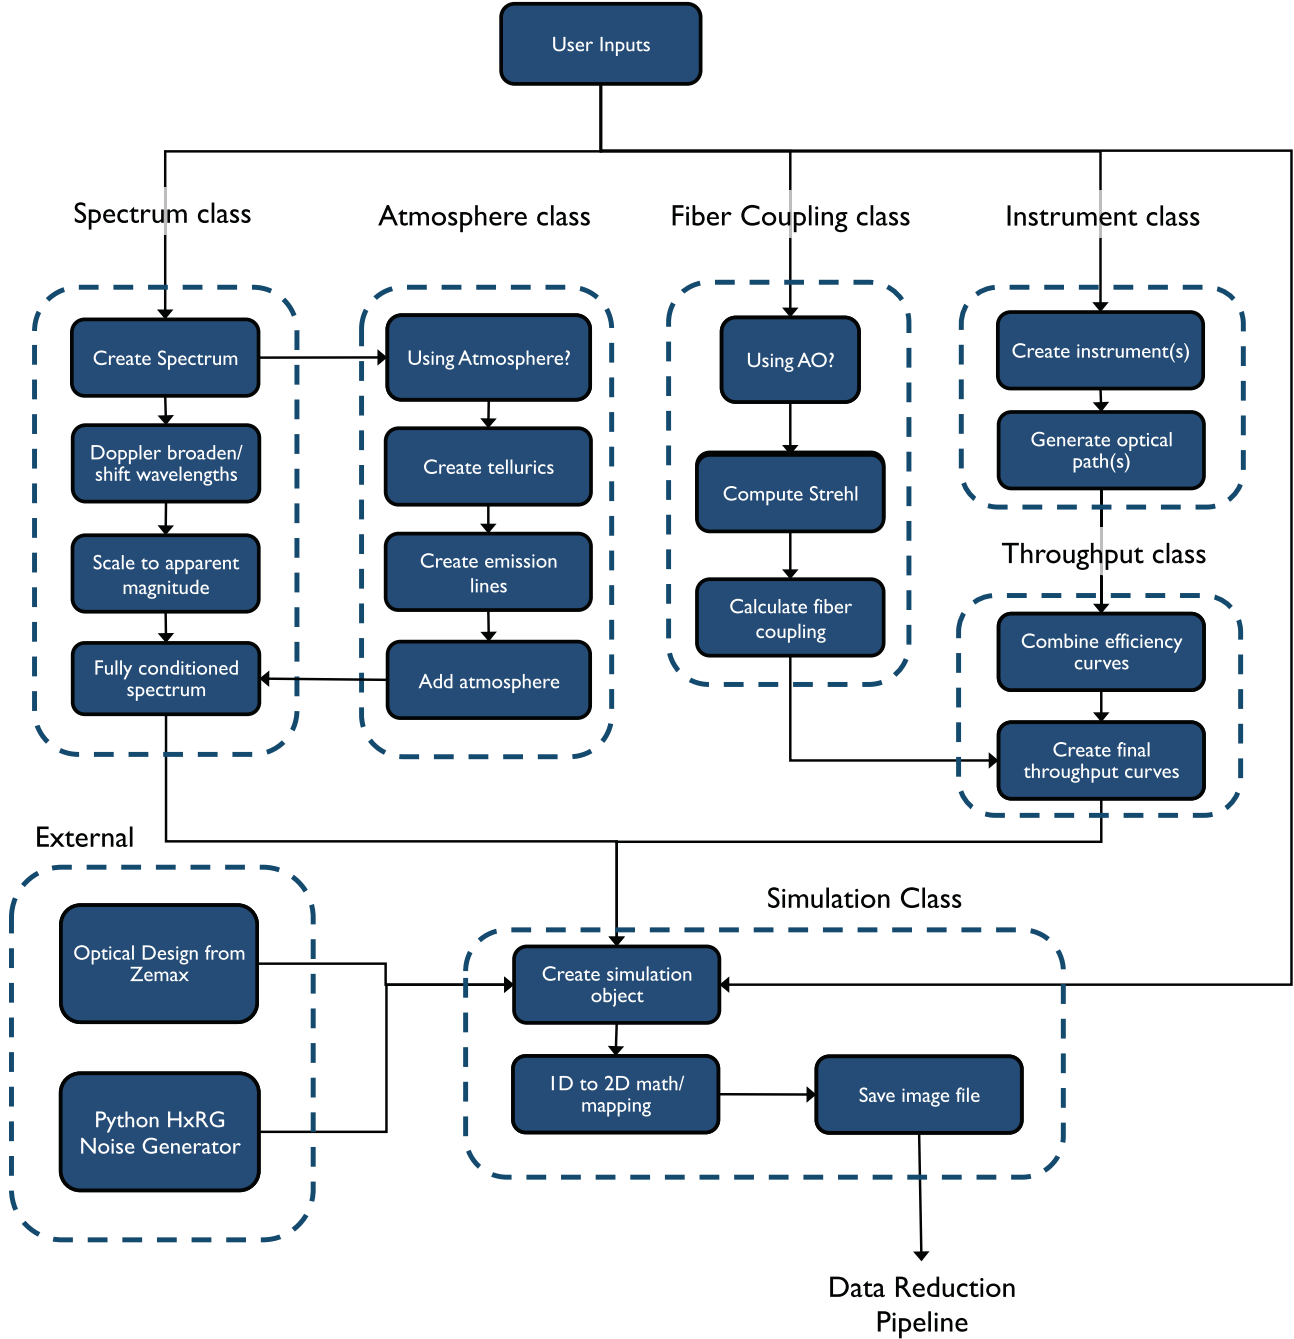 User Inputs
Spectrum class
Atmosphere class
Fiber Coupling class
Instrument class
Create Spectrum
Doppler broaden/
shift wavelengths
Scale to apparent
magnitude
Fully conditioned
spectrum
Using Atmosphere?
Create tellurics
Create emission
lines
Add atmosphere
Using AO?
Compute Strehl
Calculate fiber
coupling
Create instrument(s)
Generate optical
path(s)
Throughput class
Combine efficiency
curves
Create final
throughput curves
External
Optical Design from
Zemax
Python HxRG
Noise Generator
Simulation Class
Create simulation
object
1D to 2D math/
mapping
Save image file
Data Reduction
Pipeline